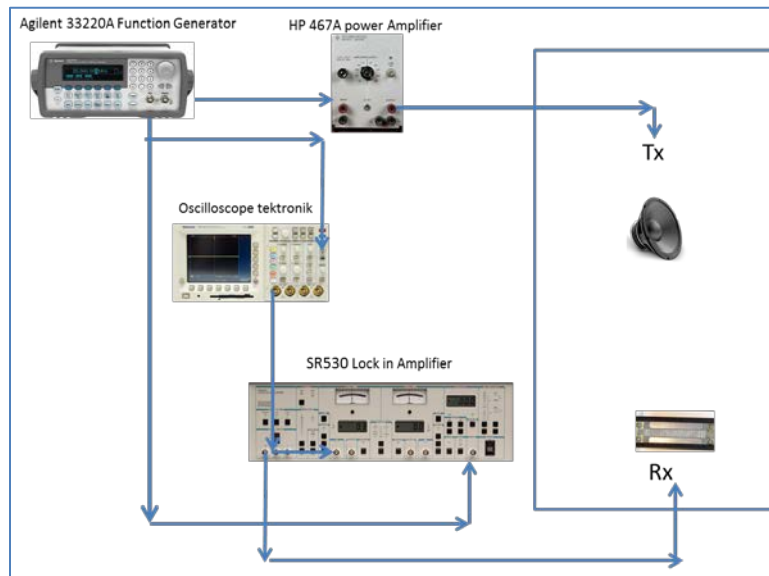 Agilent 33220A Function Generator
HP 467A power Amplifier
Tx
Oscilloscope tektronik
SR530 Lock in Amplifier
Rx